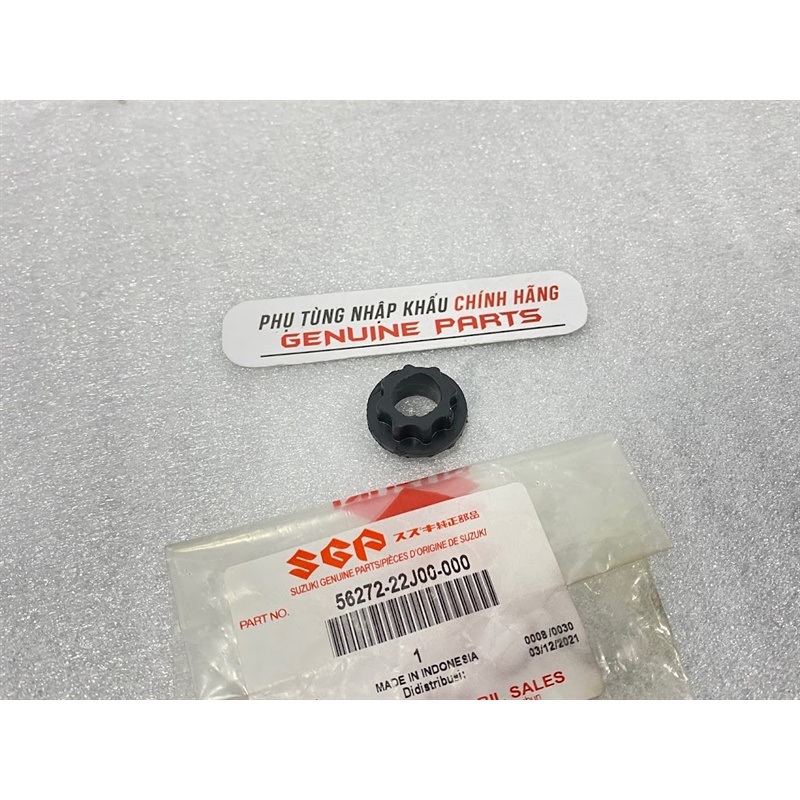 PHỤ TÙNG NHẬP KHẨU CHÍNH HÃNG
GENUINE PARTS
SGP スズキ純正部品
SUZUKI GENUINE PARTS/PIÈCES D'ORIGINE DE SUZUKI
PART NO. 56272-22J00-000
1
0008 /0030
MADE IN INDONESIA
03/12/2021
Didistribusi:
SALES